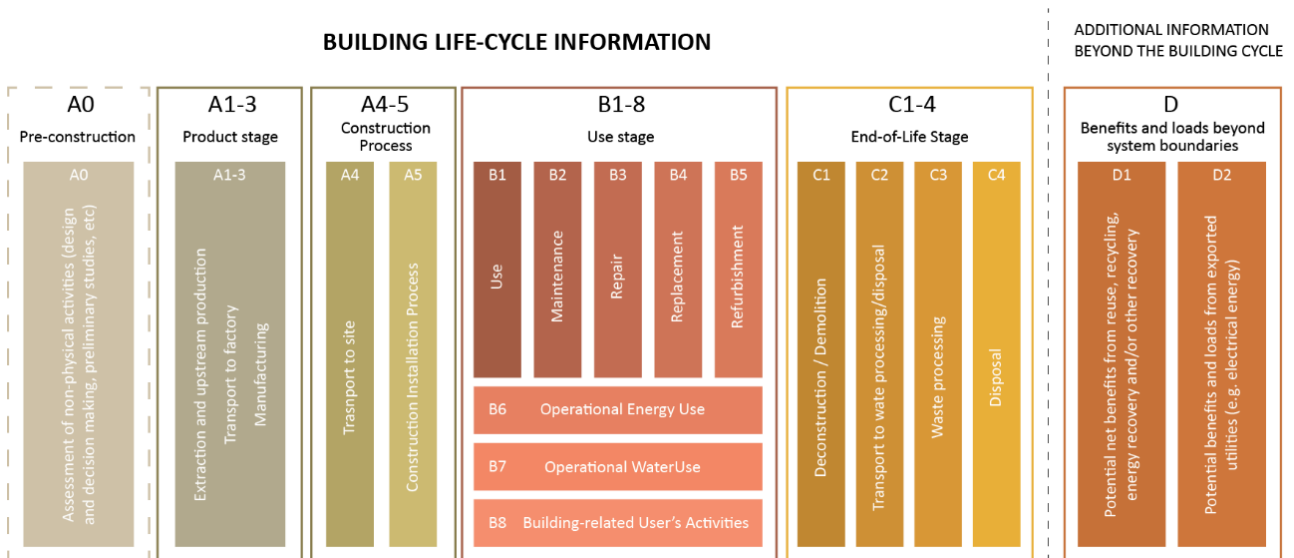 BUILDING LIFE-CYCLE INFORMATION
ADDITIONAL INFORMATION
BEYOND THE BUILDING CYCLE
A0
Pre-construction
A0
Assessment of non-physical activities (design
and decision making, preliminary studies, etc)
A1-3
Product stage
A1-3
Extraction and upstream production
Transport to factory
Manufacturing
A4-5
Construction
Process
A4
Trasnport to site
A5
Construction Installation Process
B1-8
Use stage
B1
Use
B2
Maintenance
B3
Repair
B4
Replacement
B5
Refurbishment
B6 Operational Energy Use
B7 Operational WaterUse
B8 Building-related User's Activities
C1-4
End-of-Life Stage
C1
Deconstruction / Demolition
C2
Transport to wate processing/disposal
C3
Waste processing
C4
Disposal
D
Benefits and loads beyond
system boundaries
D1
Potential net benefits from reuse, recycling,
energy recovery and/or other recovery
D2
Potential benefits and loads from exported
utilities (e.g. electrical energy)